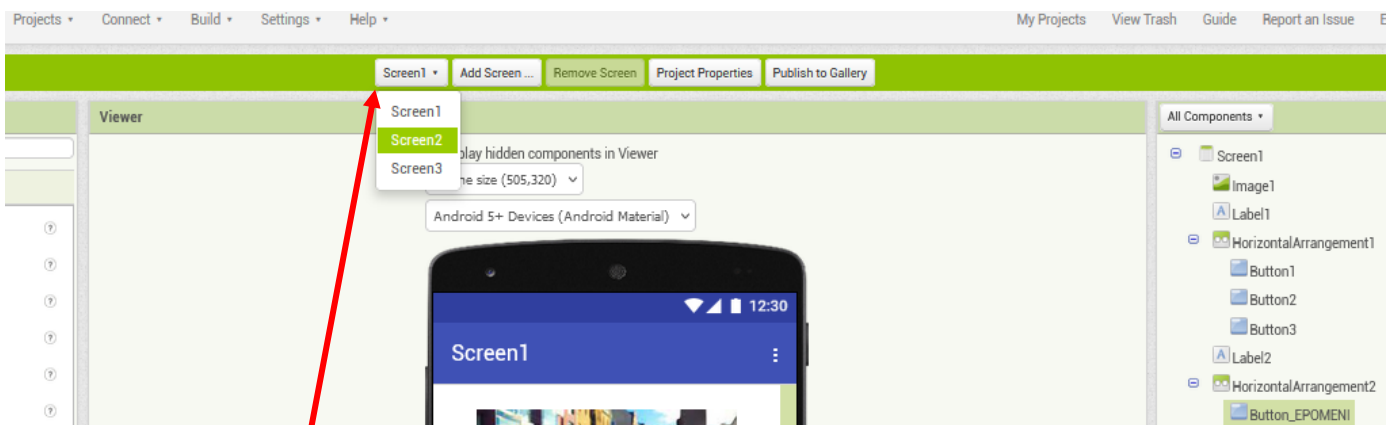 Projects Connect Build Settings Help My Projects View Trash Guide Report an Issue
Screen1 Add Screen ... Remove Screen Project Properties Publish to Gallery
Viewer
Screen1
Screen2
Screen3
hidden components in Viewer
size (505,320)
Android 5+ Devices (Android Material)
12:30
Screen1
All Components
Screen1
Image1
A Label1
HorizontalArrangement1
Button1
Button2
Button3
A Label2
HorizontalArrangement2
Button_EPOMENI